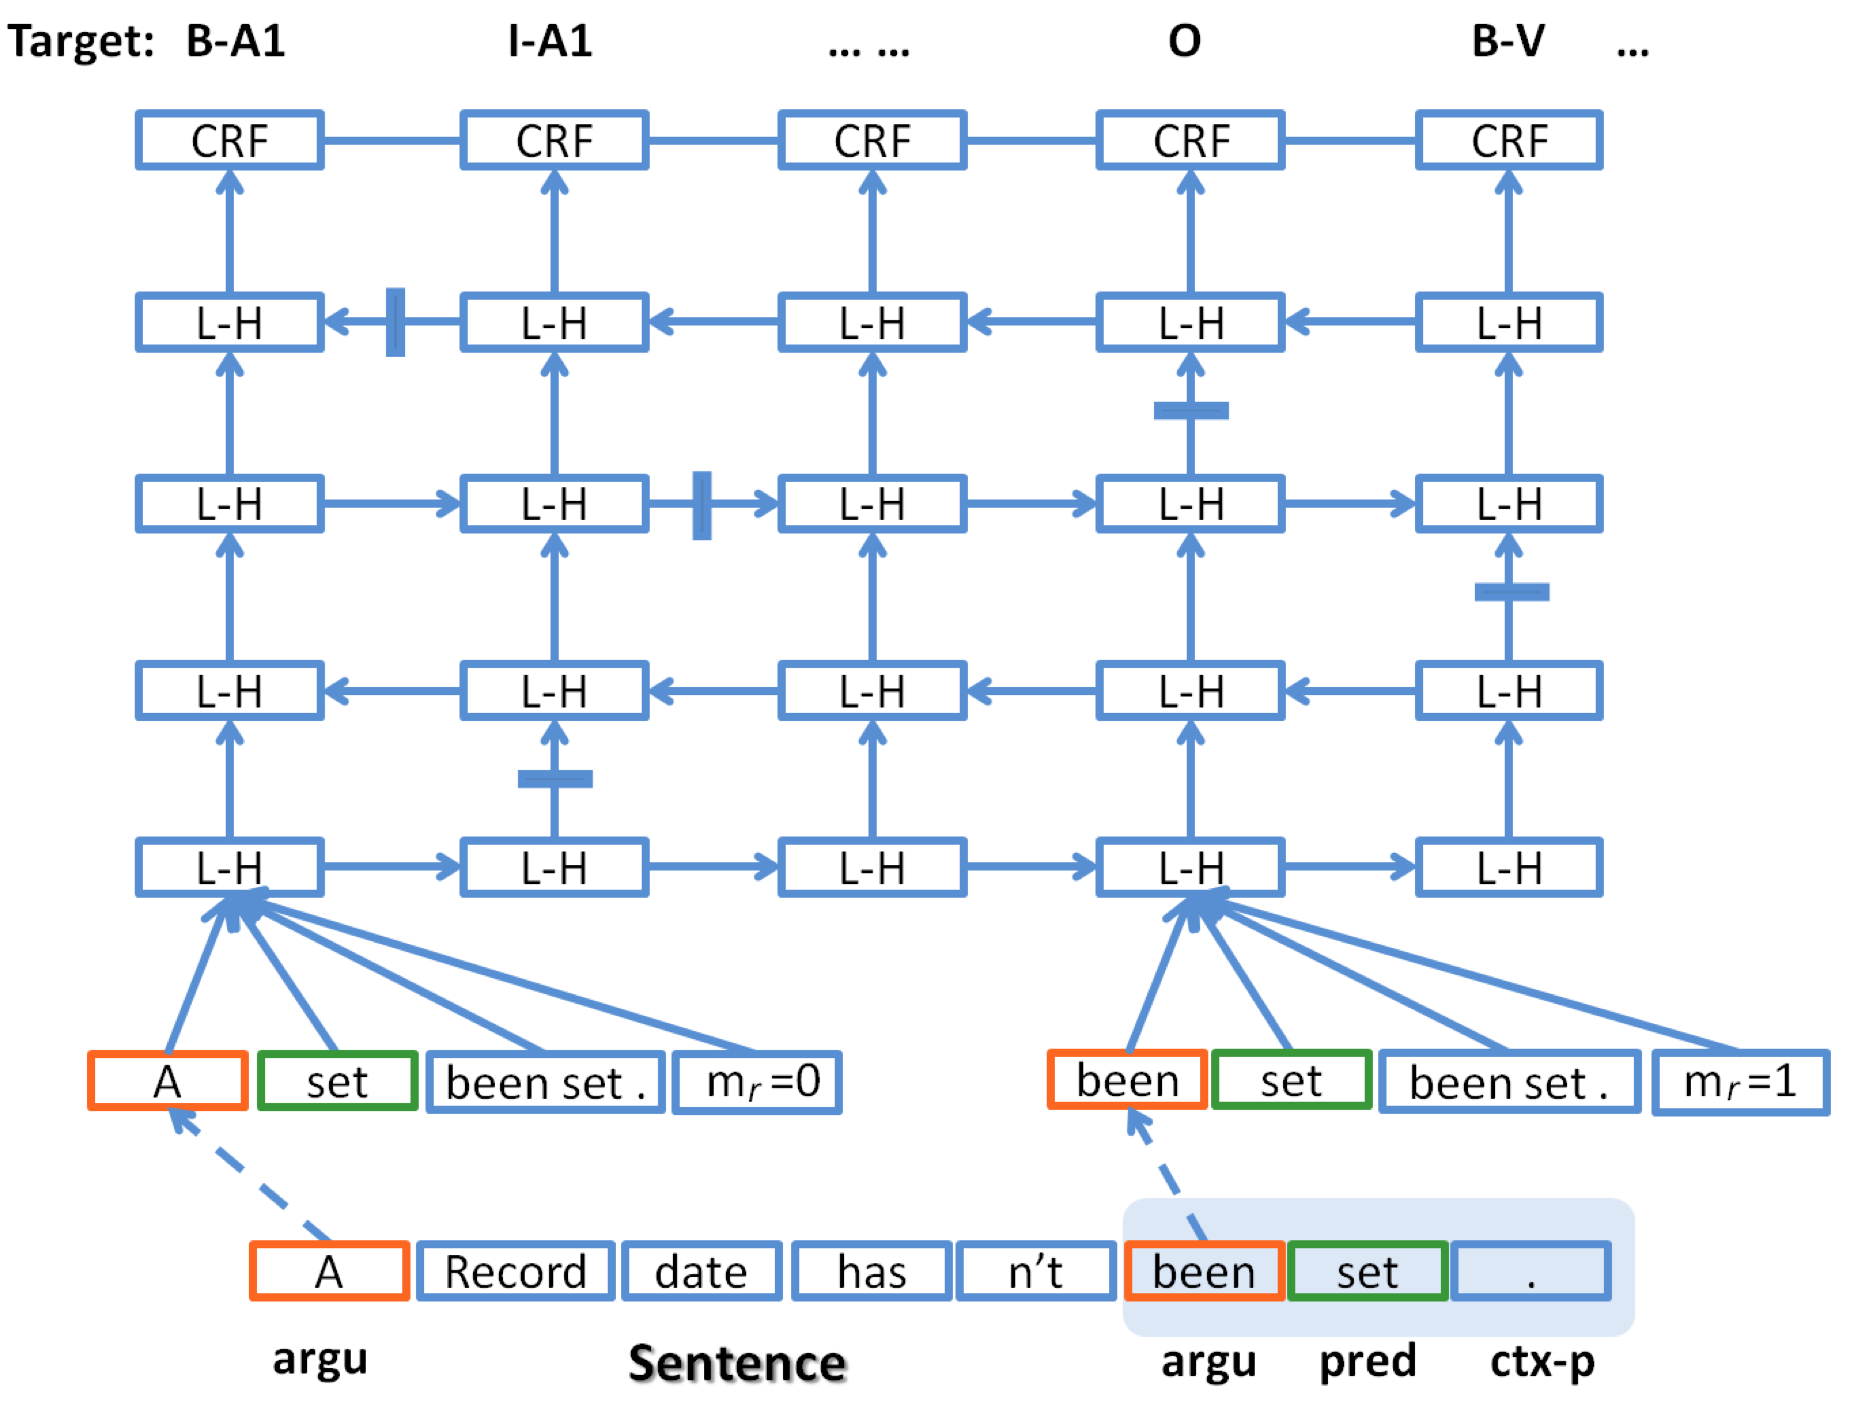 Target: B-A1 I-A1 ... ... O B-V ...
CRF CRF CRF CRF CRF
L-H L-H L-H L-H L-H
L-H L-H L-H L-H L-H
L-H L-H L-H L-H L-H
L-H L-H L-H L-H L-H
A set been set . mr =0 been set been set . mr =1
A Record date has n’t been set .
argu Sentence argu pred ctx-p